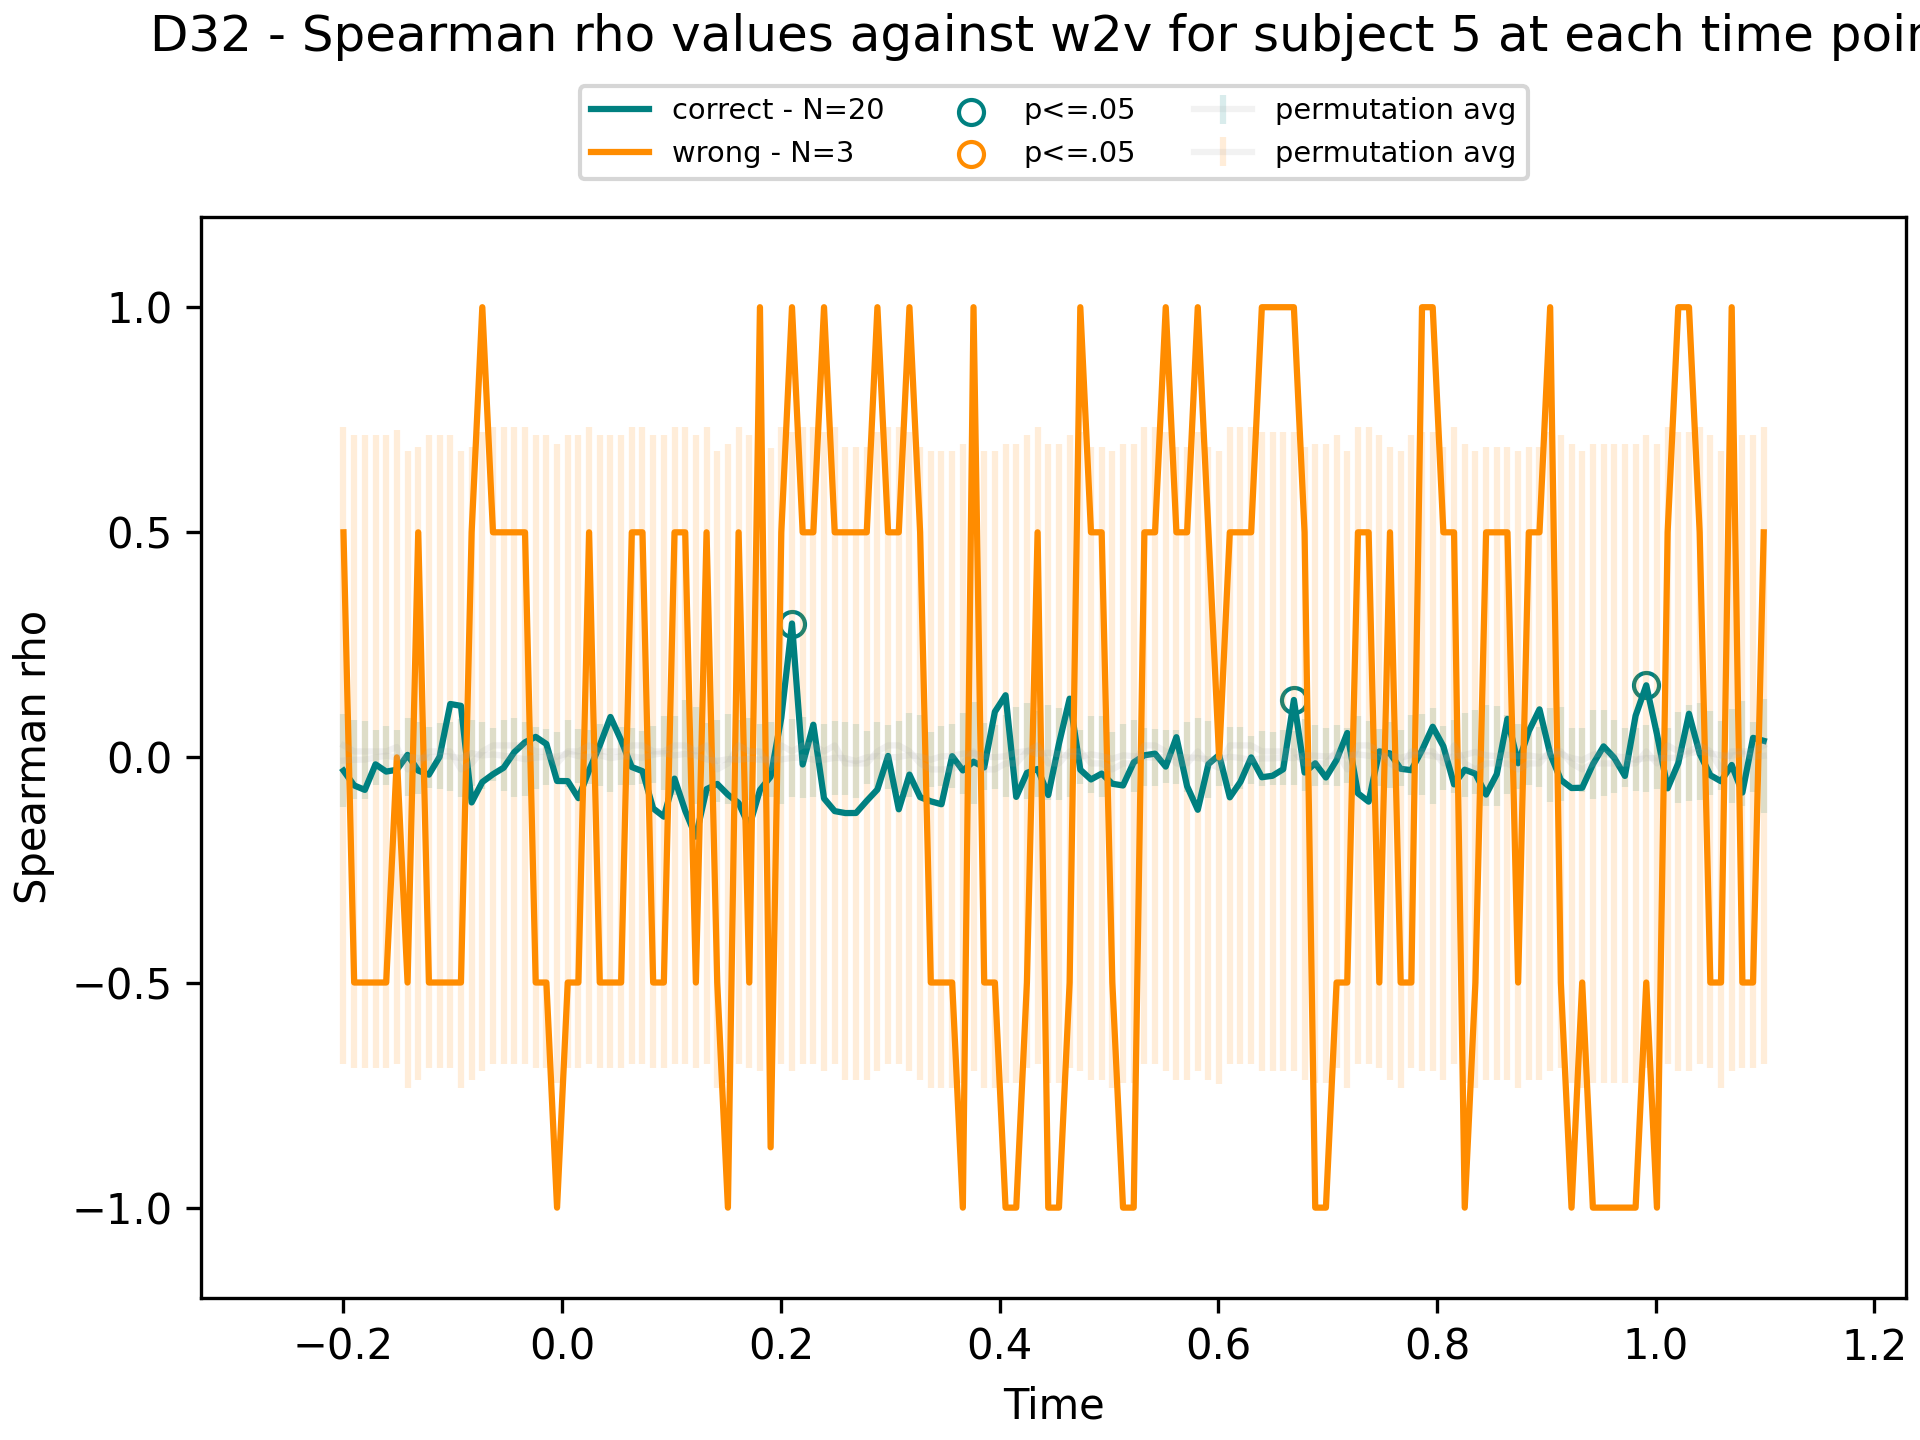 D32 - Spearman rho values against w2v for subject 5 at each time
correct - N=20 p<=.05 permutation avg
wrong - N=3 p<=.05 permutation avg
1.0
0.5
0.0
−0.5
−1.0
Spearman rho
−0.2 0.0 0.2 0.4 0.6 0.8 1.0 1.2
Time